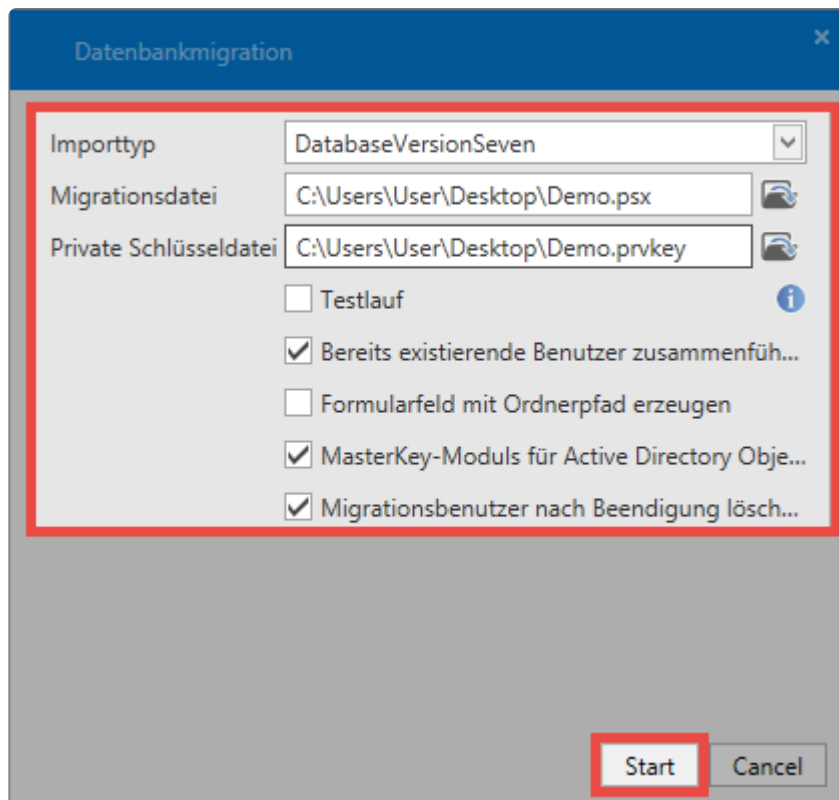 Datenbankmigration
Importtyp DatabaseVersionSeven
Migrationsdatei C:\Users\User\Desktop\Demo.psx
Private Schlüsseldatei C:\Users\User\Desktop\Demo.prvkey
Testlauf
Bereits existierende Benutzer zusammenfüh...
Formularfeld mit Ordnerpfad erzeugen
MasterKey-Moduls für Active Directory Obje...
Migrationsbenutzer nach Beendigung lösch...
Start Cancel